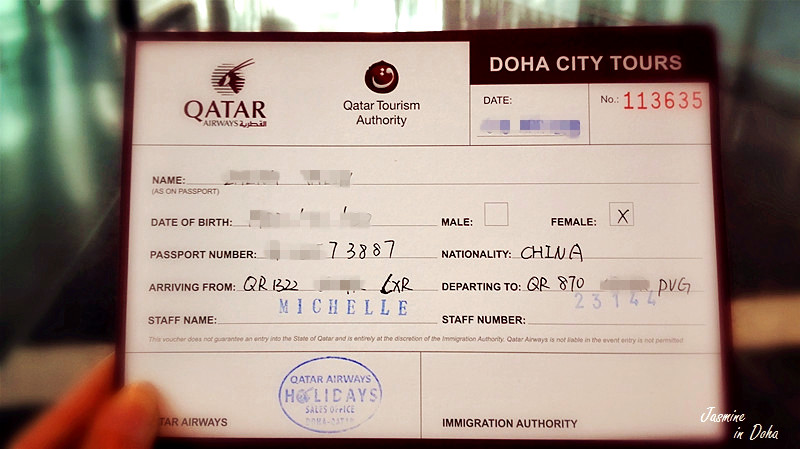 QATAR
AIRWAYS القطرية
Qatar Tourism
Authority
DOHA CITY TOURS
DATE:
No.: 113635
NAME:
(AS ON PASSPORT)
DATE OF BIRTH:
MALE:
FEMALE: X
PASSPORT NUMBER: 73887
NATIONALITY: CHINA
ARRIVING FROM: QR1322 LXR
DEPARTING TO: QR 870 PVG
MICHELLE
23144
STAFF NAME:
STAFF NUMBER:
This voucher does not guarantee an entry into the State of Qatar and is entirely at the discretion of the Immigration Authority. Qatar Airways is not liable in the event entry is not permitted
QATAR AIRWAYS
HOLIDAYS
SALES OFFICE
DOHA-QATAR
TAR AIRWAYS
IMMIGRATION AUTHORITY
Jasmine
in Doha